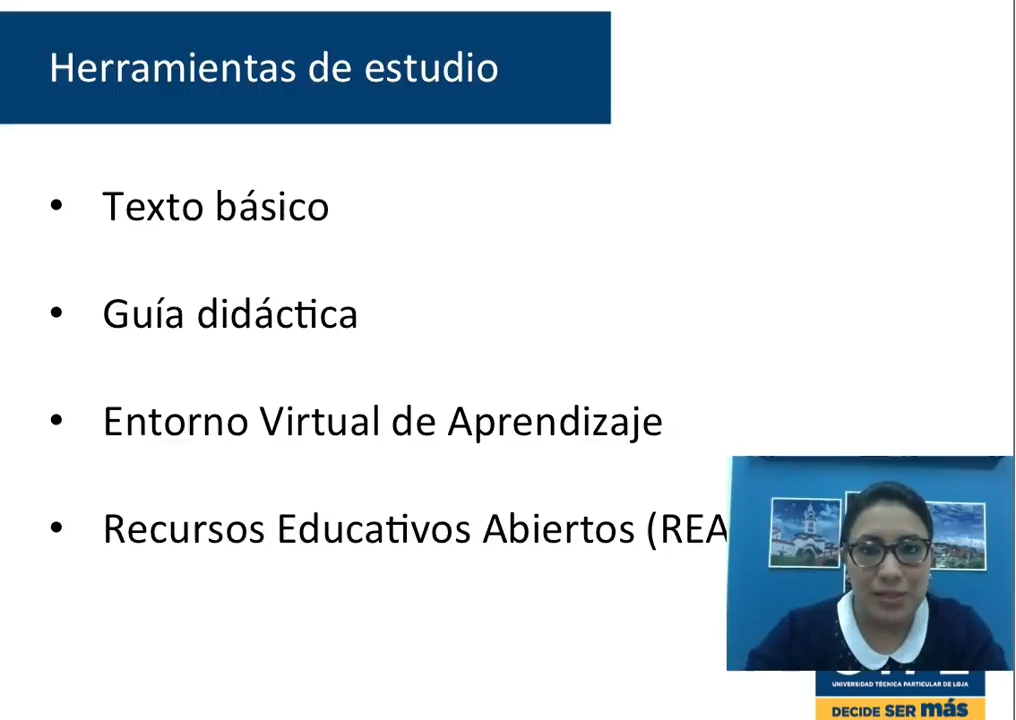 Herramientas de estudio
• Texto básico
• Guía didáctica
• Entorno Virtual de Aprendizaje
• Recursos Educativos Abiertos (REA
UNIVERSIDAD TÉCNICA PARTICULAR DE LOJA
DECIDE SER más